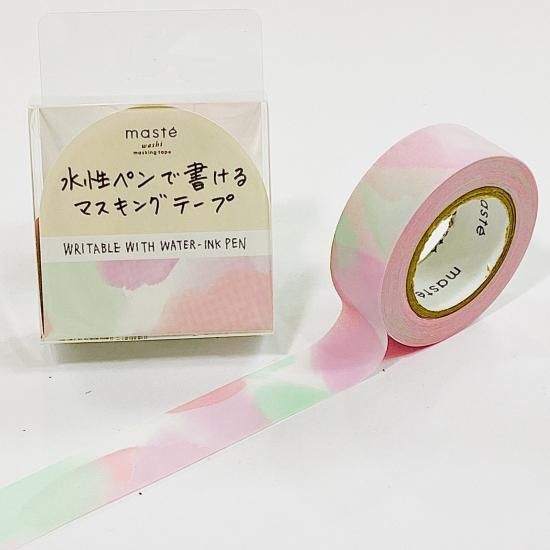 masté
washi
masking tape
水性ペンで書ける
マスキングテープ
WRITABLE WITH WATER-INK PEN
masté
masté